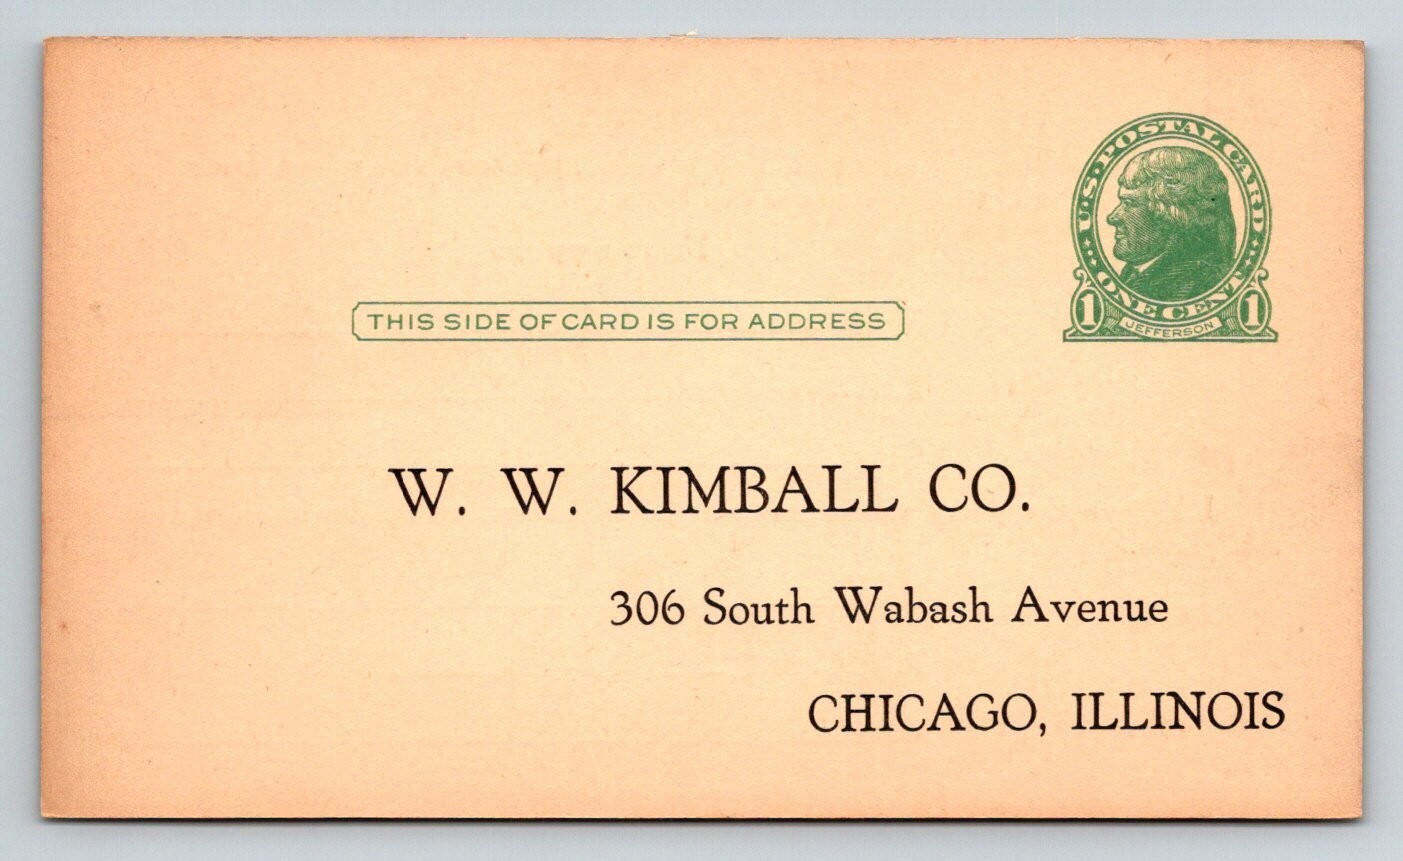 U.S. POSTAL CARD
ONE CENT
1 JEFFERSON 1
THIS SIDE OF CARD IS FOR ADDRESS
W. W. KIMBALL CO.
306 South Wabash Avenue
CHICAGO, ILLINOIS